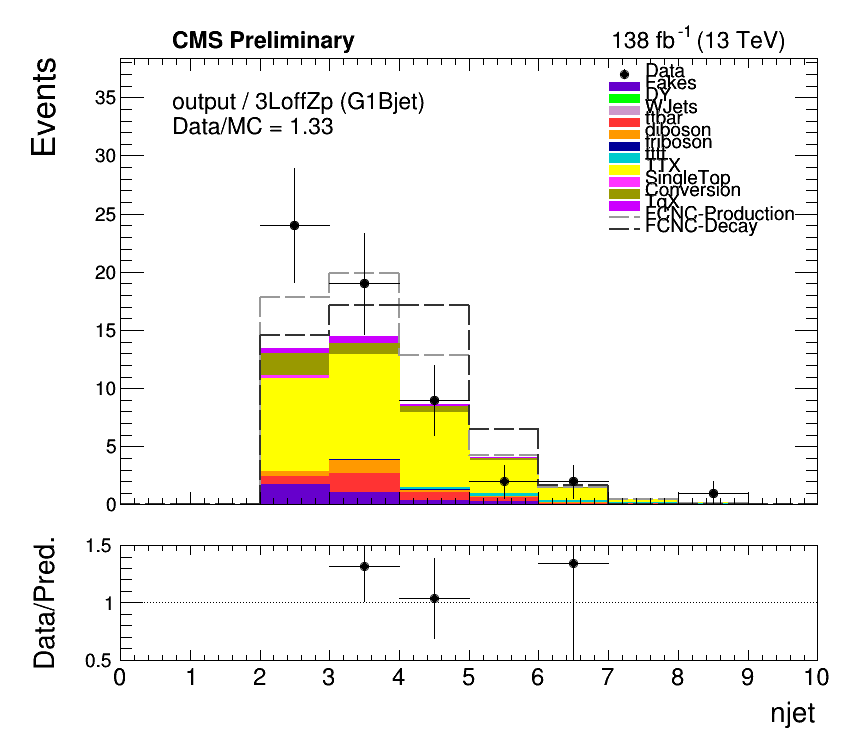 CMS Preliminary
138 fb-1 (13 TeV)
Events
output / 3LoffZp (G1Bjet)
Data/MC = 1.33
Data
Fakes
DY
WJets
ttbar
diboson
triboson
tttt
TTX
SingleTop
Conversion
TqX
FCNC-Production
FCNC-Decay
35
30
25
20
15
10
5
0
Data/Pred.
1.5
1
0.5
0 1 2 3 4 5 6 7 8 9 10
njet